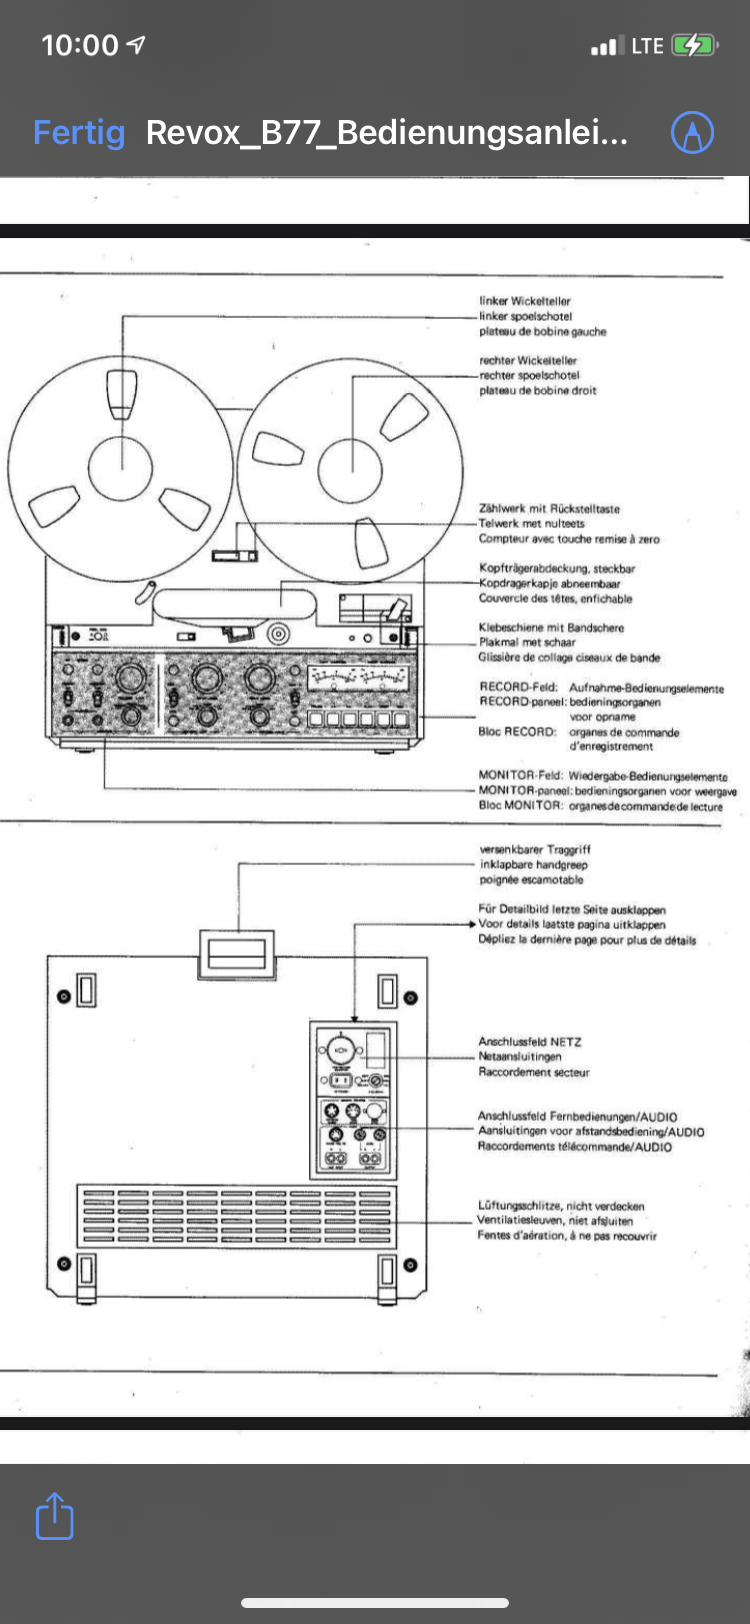 10:00
LTE
Fertig
Revox_B77_Bedienungsanlei...
linker Wickelteller
linker spoelschotel
plateau de bobine gauche
rechter Wickelteller
rechter spoelschotel
plateau de bobine droit
Zählwerk mit Rückstelltaste
Telwerk met nulteets
Compteur avec touche remise à zero
Kopfträgerabdeckung, steckbar
Kopdragerkapje abneembaar
Couvercle des têtes, enfichable
Klebeschiene mit Bandschere
Plakmal met schaar
Glissière de collage ciseaux de bande
RECORD-Feld: Aufnahme-Bedienungselemente
RECORD-paneel: bedieningsorganen
voor opname
Bloc RECORD: organes de commande
d'enregistrement
MONITOR-Feld: Wiedergabe-Bedienungselemente
MONITOR-paneel: bedieningsorganen voor weergave
Bloc MONITOR: organes de commande de lecture
versenkbarer Traggriff
inklapbare handgreep
poignée escamotable
Für Detailbild letzte Seite ausklappen
Voor details laatste pagina uitklappen
Dépliez la dernière page pour plus de détails
Anschlussfeld NETZ
Netaansluitingen
Raccordement secteur
Anschlussfeld Fernbedienungen/AUDIO
Aansluitingen voor afstandsbediening/AUDIO
Raccordements télécommande/AUDIO
Lüftungsschlitze, nicht verdecken
Ventilatiesleuven, niet afsluiten
Fentes d'aération, à ne pas recouvrir